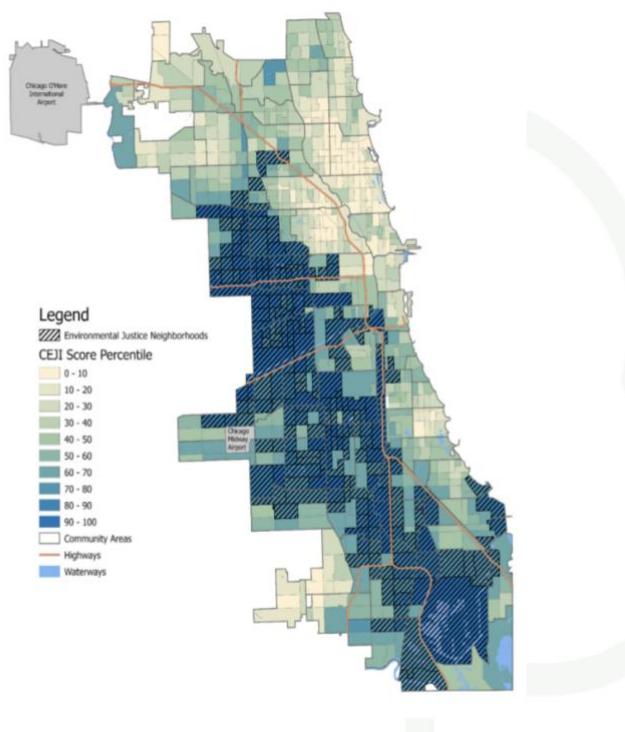 Chicago O'Hare
International
Airport
Legend
Environmental Justice Neighborhoods
CEJI Score Percentile
0 - 10
10 - 20
20 - 30
30 - 40
40 - 50
50 - 60
60 - 70
70 - 80
80 - 90
90 - 100
Community Areas
Highways
Waterways
Chicago
Midway
Airport